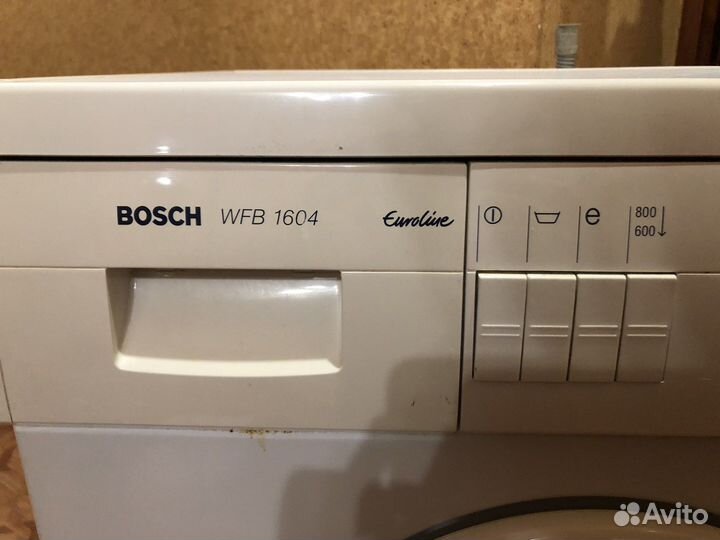 BOSCH WFB 1604 Euroline
e
800
600↓
Avito